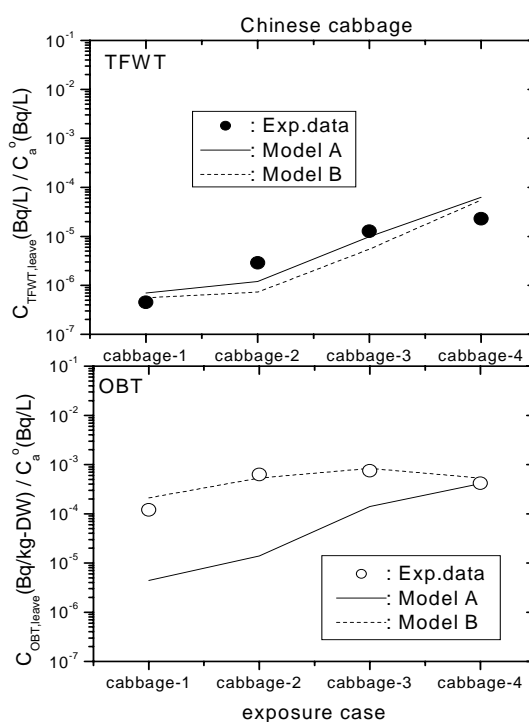 Chinese cabbage
TFWT
: Exp.data
: Model A
: Model B
10⁻¹
10⁻²
10⁻³
10⁻⁴
10⁻⁵
10⁻⁶
10⁻⁷
C_TFWT,leave(Bq/L) / C_a°(Bq/L)
cabbage-1 cabbage-2 cabbage-3 cabbage-4
OBT
10⁻¹
10⁻²
10⁻³
10⁻⁴
10⁻⁵
10⁻⁶
10⁻⁷
C_OBT,leave(Bq/kg-DW) / C_a°(Bq/L)
: Exp.data
: Model A
: Model B
cabbage-1 cabbage-2 cabbage-3 cabbage-4
exposure case